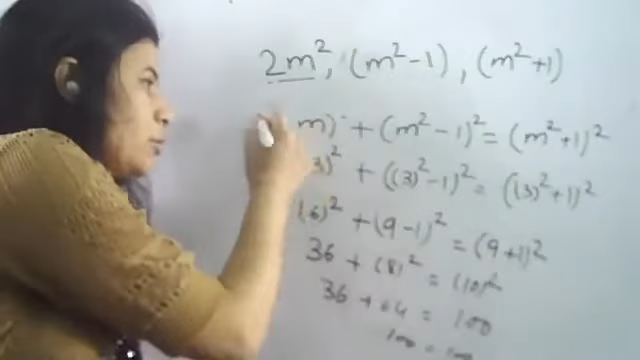 2m², (m²-1), (m²+1)
m) + (m²-1)² = (m²+1)²
3)² + ((3)²-1)² = ((3)²+1)²
(6)² + (9-1)² = (9+1)²
36 + (8)² = (10)²
36 + 64 = 100
100 = 100